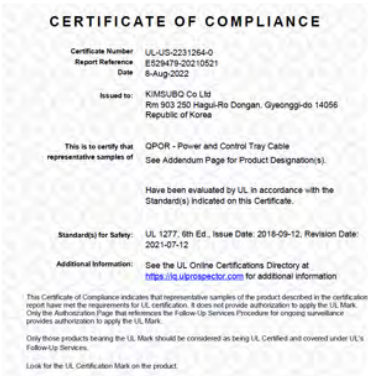 CERTIFICATE OF COMPLIANCE
Certificate Number UL-US-2231264-0
Report Reference E529479-20210521
Date 8-Aug-2022
Issued to: KIMSUBQ Co Ltd
Rm 903 250 Hagui-Ro Dongan, Gyeonggi-do 14056
Republic of Korea
This is to certify that QPOR - Power and Control Tray Cable
representative samples of See Addendum Page for Product Designation(s).
Have been evaluated by UL in accordance with the
Standard(s) indicated on this Certificate.
Standard(s) for Safety: UL 1277, 6th Ed., Issue Date: 2018-09-12, Revision Date:
2021-07-12
Additional Information: See the UL Online Certifications Directory at
https://iq.ulprospector.com for additional information
This Certificate of Compliance indicates that representative samples of the product described in the certification
report have met the requirements for UL certification. It does not provide authorization to apply the UL Mark.
Only the Authorization Page that references the Follow-Up Services Procedure for ongoing surveillance
provides authorization to apply the UL Mark.
Only those products bearing the UL Mark should be considered as being UL Certified and covered under UL's
Follow-Up Services.
Look for the UL Certification Mark on the product.